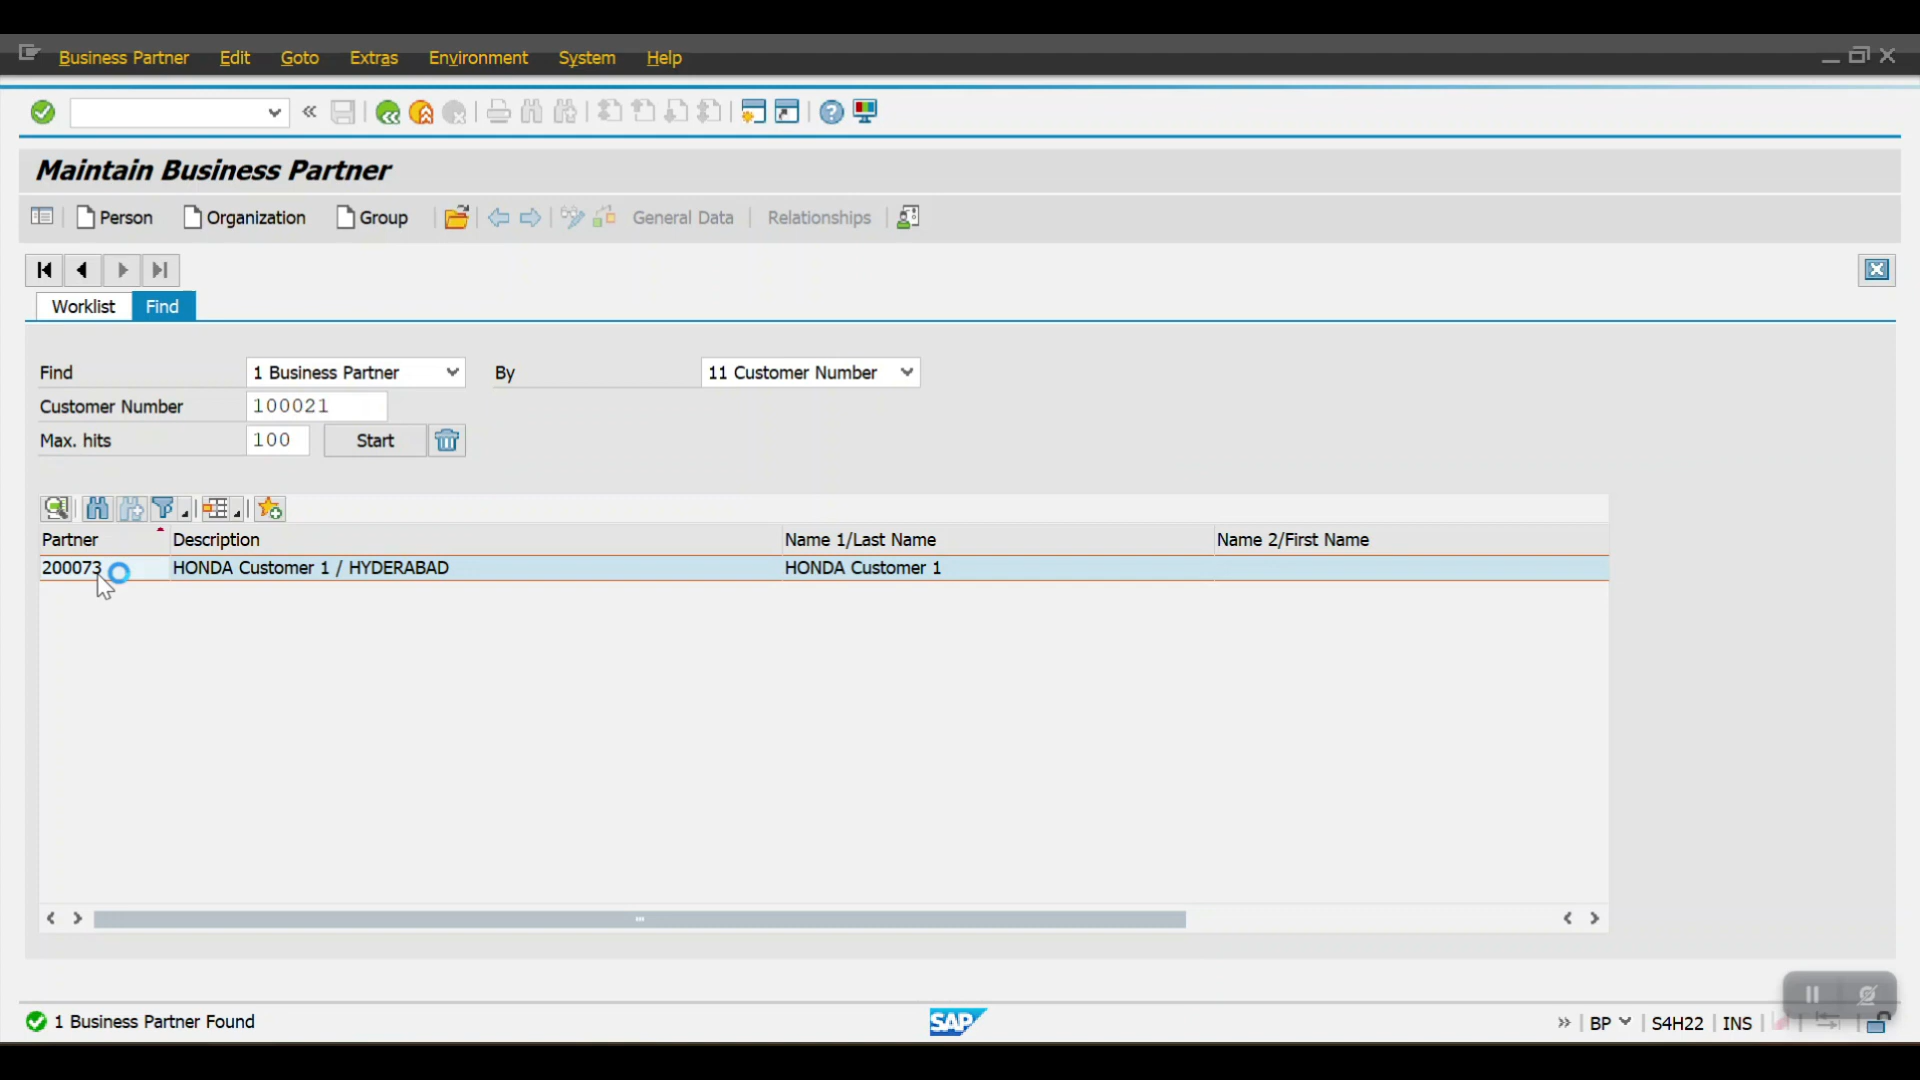 Business Partner Edit Goto Extras Environment System Help
Maintain Business Partner
Person Organization Group General Data Relationships
Worklist Find
Find 1 Business Partner By 11 Customer Number
Customer Number 100021
Max. hits 100 Start
Partner Description Name 1/Last Name Name 2/First Name
200073 HONDA Customer 1 / HYDERABAD HONDA Customer 1
1 Business Partner Found SAP BP S4H22 INS